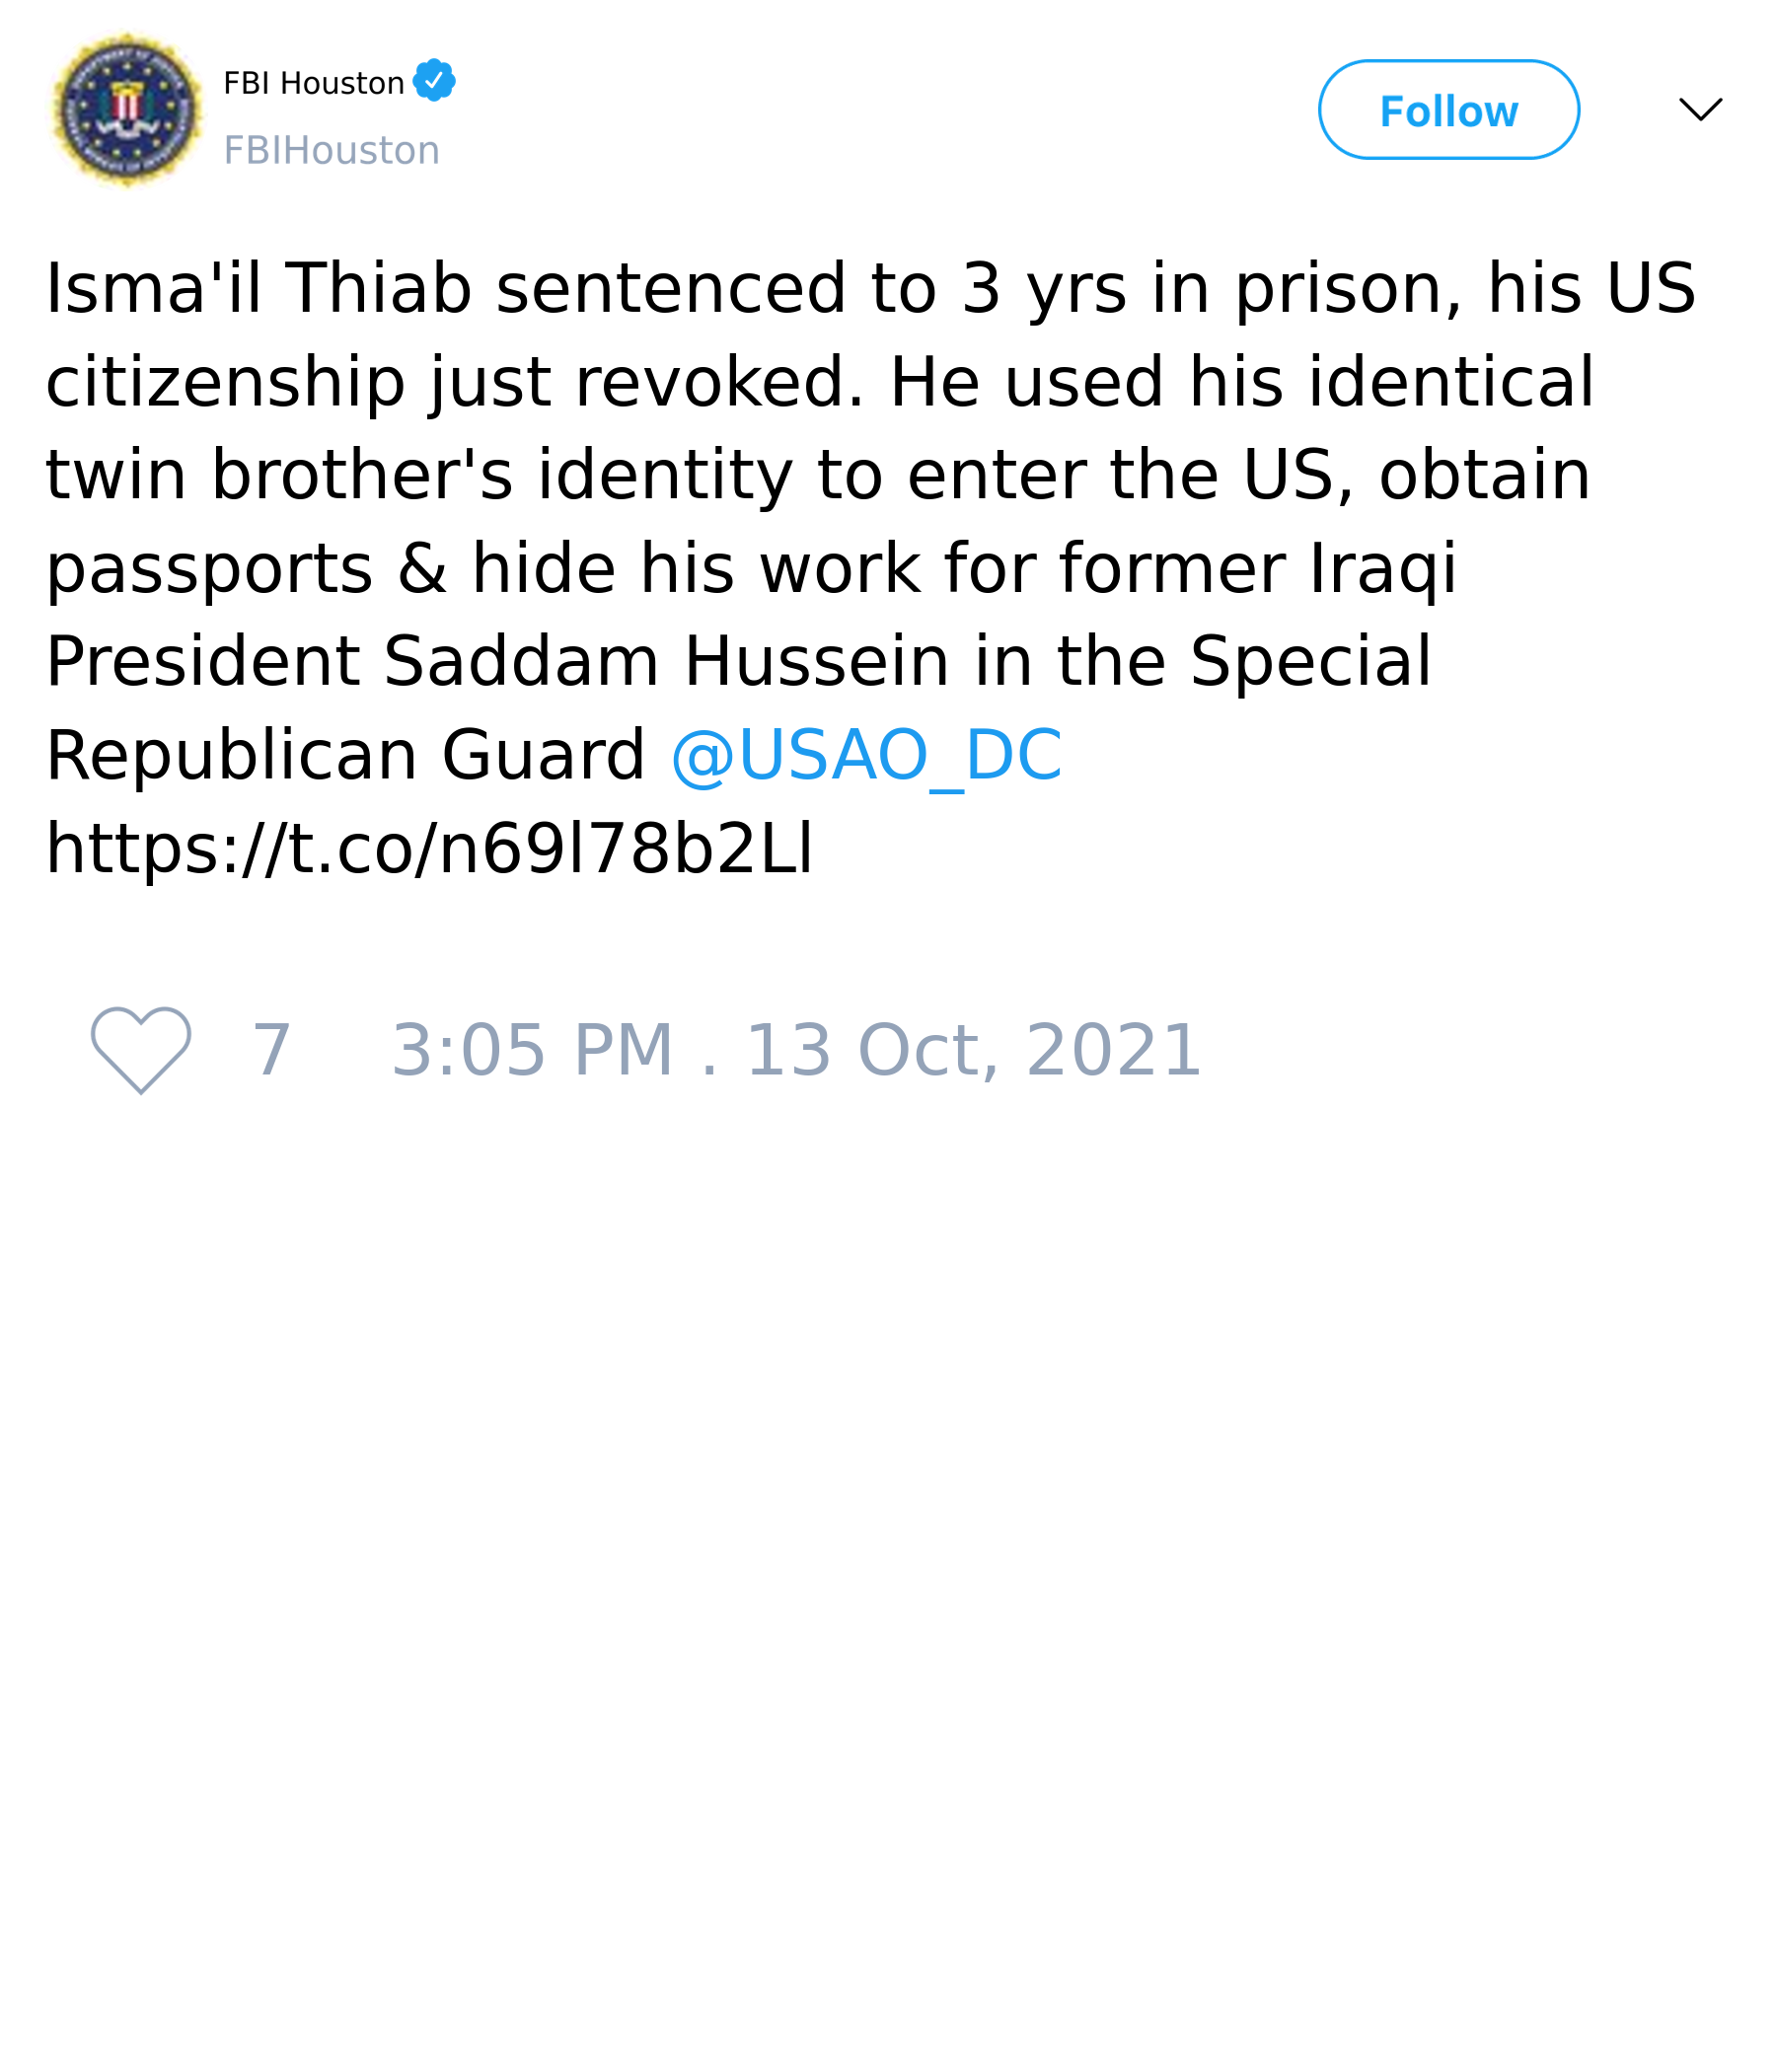 FBI Houston
FBIHouston
Follow
Isma'il Thiab sentenced to 3 yrs in prison, his US
citizenship just revoked. He used his identical
twin brother's identity to enter the US, obtain
passports & hide his work for former Iraqi
President Saddam Hussein in the Special
Republican Guard @USAO_DC
https://t.co/n69l78b2Ll
7 3:05 PM . 13 Oct, 2021